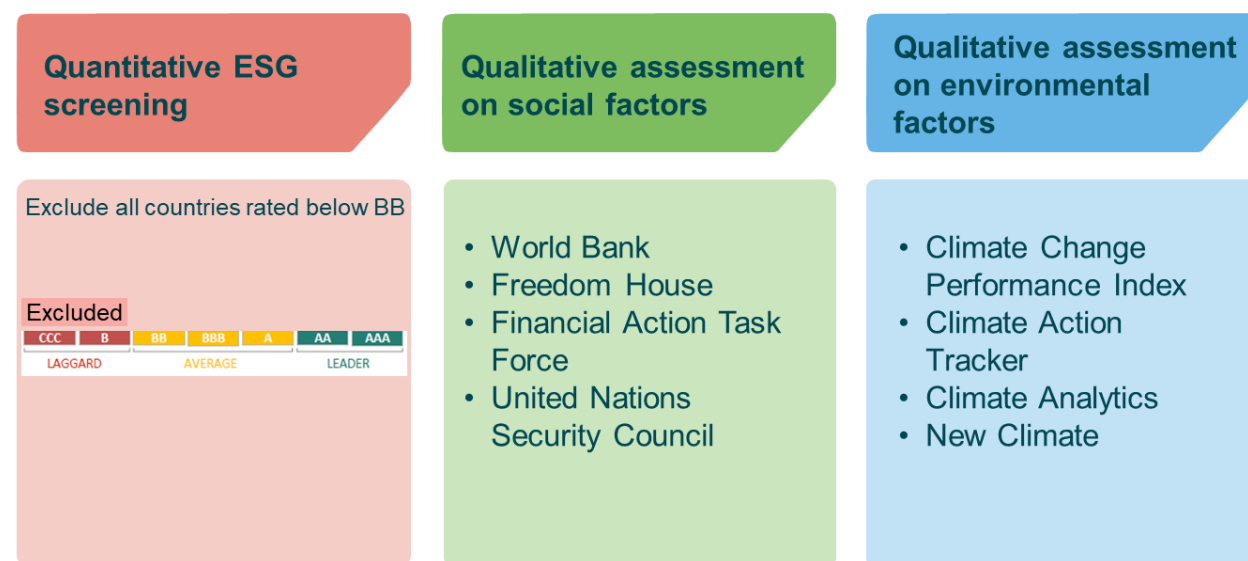 Quantitative ESG
screening
Exclude all countries rated below BB
Excluded
CCC B BB BBB A AA AAA
LAGGARD AVERAGE LEADER
Qualitative assessment
on social factors
• World Bank
• Freedom House
• Financial Action Task
Force
• United Nations
Security Council
Qualitative assessment
on environmental
factors
• Climate Change
Performance Index
• Climate Action
Tracker
• Climate Analytics
• New Climate